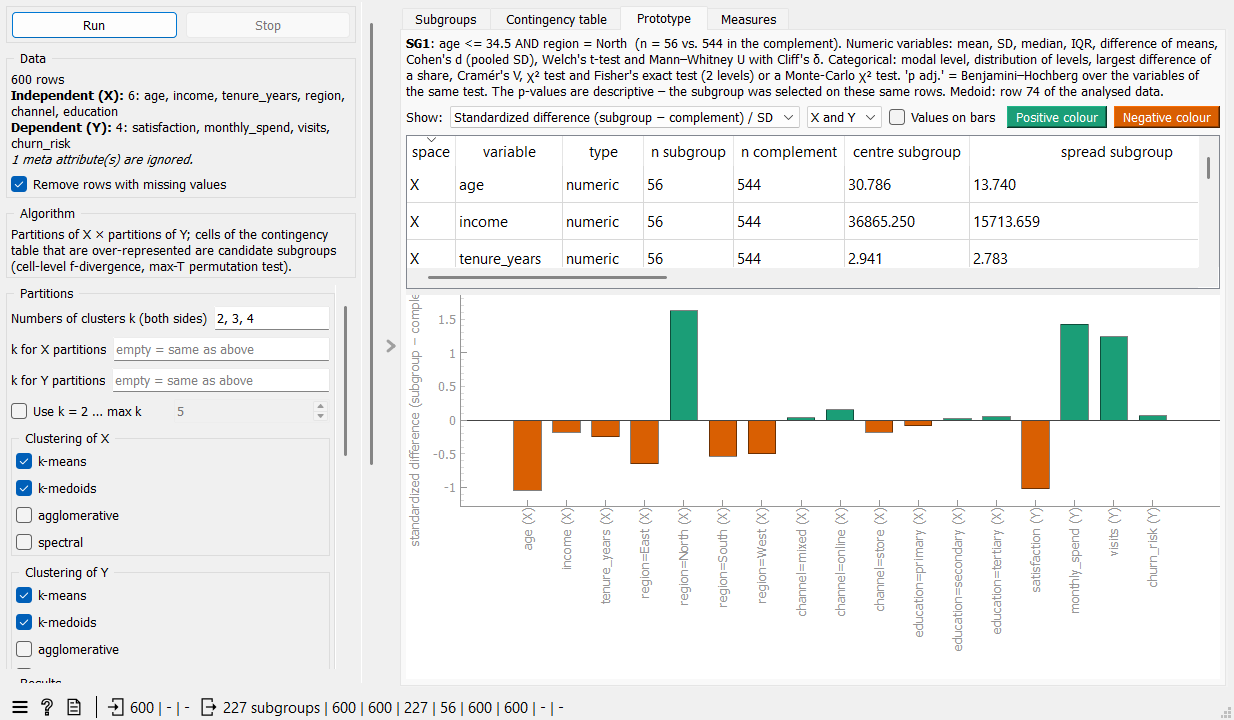 Run
Stop
Data
600 rows
Independent (X): 6: age, income, tenure_years, region,
channel, education
Dependent (Y): 4: satisfaction, monthly_spend, visits,
churn_risk
1 meta attribute(s) are ignored.
Remove rows with missing values
Algorithm
Partitions of X × partitions of Y; cells of the contingency
table that are over-represented are candidate subgroups
(cell-level f-divergence, max-T permutation test).
Partitions
Numbers of clusters k (both sides) 2, 3, 4
k for X partitions empty = same as above
k for Y partitions empty = same as above
Use k = 2 ... max k 5
Clustering of X
k-means
k-medoids
agglomerative
spectral
Clustering of Y
k-means
k-medoids
agglomerative
Subgroups Contingency table Prototype Measures
SG1: age <= 34.5 AND region = North (n = 56 vs. 544 in the complement). Numeric variables: mean, SD, median, IQR, difference of means,
Cohen's d (pooled SD), Welch's t-test and Mann–Whitney U with Cliff's δ. Categorical: modal level, distribution of levels, largest difference of
a share, Cramér's V, χ² test and Fisher's exact test (2 levels) or a Monte-Carlo χ² test. 'p adj.' = Benjamini–Hochberg over the variables of
the same test. The p-values are descriptive – the subgroup was selected on these same rows. Medoid: row 74 of the analysed data.
Show: Standardized difference (subgroup − complement) / SD X and Y Values on bars Positive colour Negative colour
space variable type n subgroup n complement centre subgroup spread subgroup
X age numeric 56 544 30.786 13.740
X income numeric 56 544 36865.250 15713.659
X tenure_years numeric 56 544 2.941 2.783
standardized difference (subgroup − comple
1.5
1
0.5
0
-0.5
-1
age (X)
income (X)
tenure_years (X)
region=East (X)
region=North (X)
region=South (X)
region=West (X)
channel=mixed (X)
channel=online (X)
channel=store (X)
education=primary (X)
education=secondary (X)
education=tertiary (X)
satisfaction (Y)
monthly_spend (Y)
visits (Y)
churn_risk (Y)
600 | - | - 227 subgroups | 600 | 600 | 227 | 56 | 600 | 600 | - | -